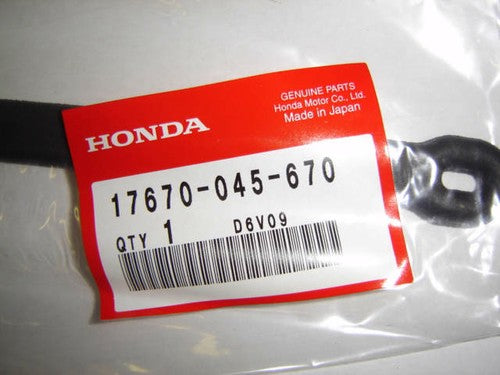 GENUINE PARTS
Honda Motor Co., Ltd.
Made in Japan
HONDA
17670-045-670
QTY 1 D6V09